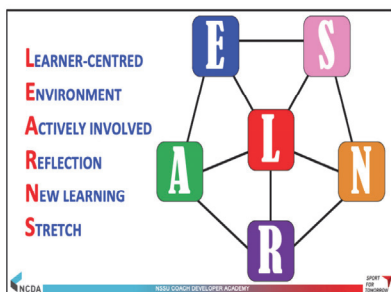 LEARNER-CENTRED
ENVIRONMENT
ACTIVELY INVOLVED
REFLECTION
NEW LEARNING
STRETCH
E
S
L
A
N
R
NCDA
NSSU COACH DEVELOPER ACADEMY
SPORT
FOR
TOMORROW